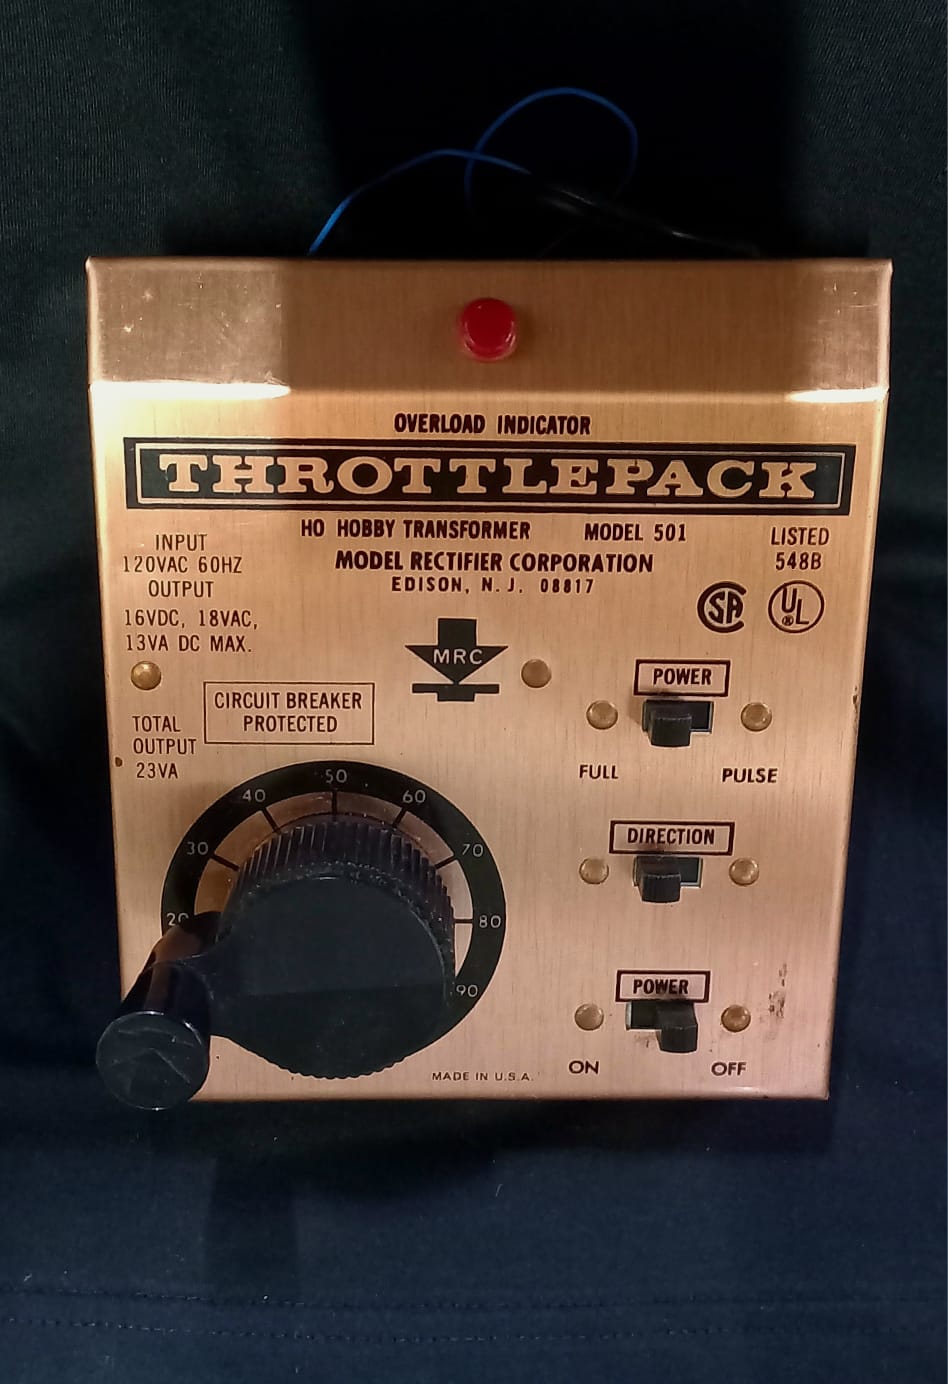 OVERLOAD INDICATOR
THROTTLEPACK
HO HOBBY TRANSFORMER MODEL 501
MODEL RECTIFIER CORPORATION
EDISON, N. J. 08817
LISTED
548B
INPUT
120VAC 60HZ
OUTPUT
16VDC, 18VAC,
13VA DC MAX.
SA
UL
®
MRC
CIRCUIT BREAKER
PROTECTED
TOTAL
OUTPUT
23VA
POWER
FULL PULSE
20
30
40
50
60
70
80
90
DIRECTION
POWER
ON OFF
MADE IN U.S.A.